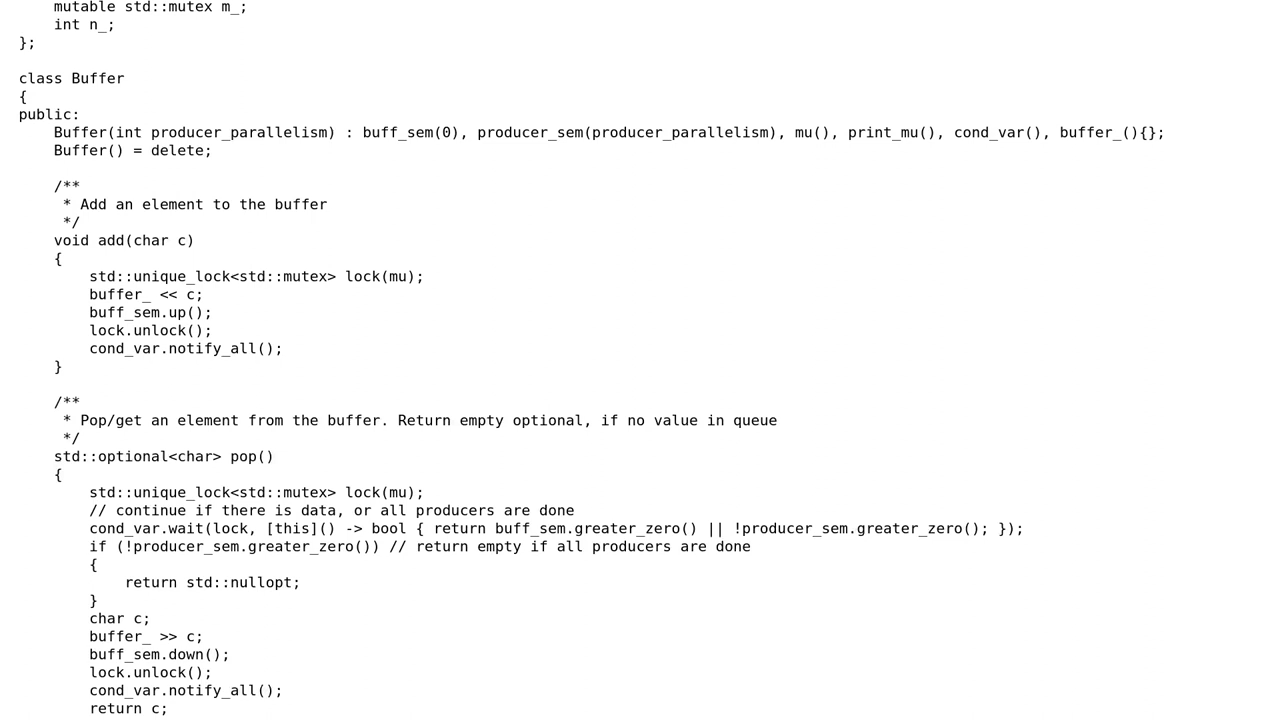 mutable std::mutex m_;
    int n_;
};

class Buffer
{
public:
    Buffer(int producer_parallelism) : buff_sem(0), producer_sem(producer_parallelism), mu(), print_mu(), cond_var(), buffer_(){};
    Buffer() = delete;

    /**
     * Add an element to the buffer
     */
    void add(char c)
    {
        std::unique_lock<std::mutex> lock(mu);
        buffer_ << c;
        buff_sem.up();
        lock.unlock();
        cond_var.notify_all();
    }

    /**
     * Pop/get an element from the buffer. Return empty optional, if no value in queue
     */
    std::optional<char> pop()
    {
        std::unique_lock<std::mutex> lock(mu);
        // continue if there is data, or all producers are done
        cond_var.wait(lock, [this]() -> bool { return buff_sem.greater_zero() || !producer_sem.greater_zero(); });
        if (!producer_sem.greater_zero()) // return empty if all producers are done
        {
            return std::nullopt;
        }
        char c;
        buffer_ >> c;
        buff_sem.down();
        lock.unlock();
        cond_var.notify_all();
        return c;